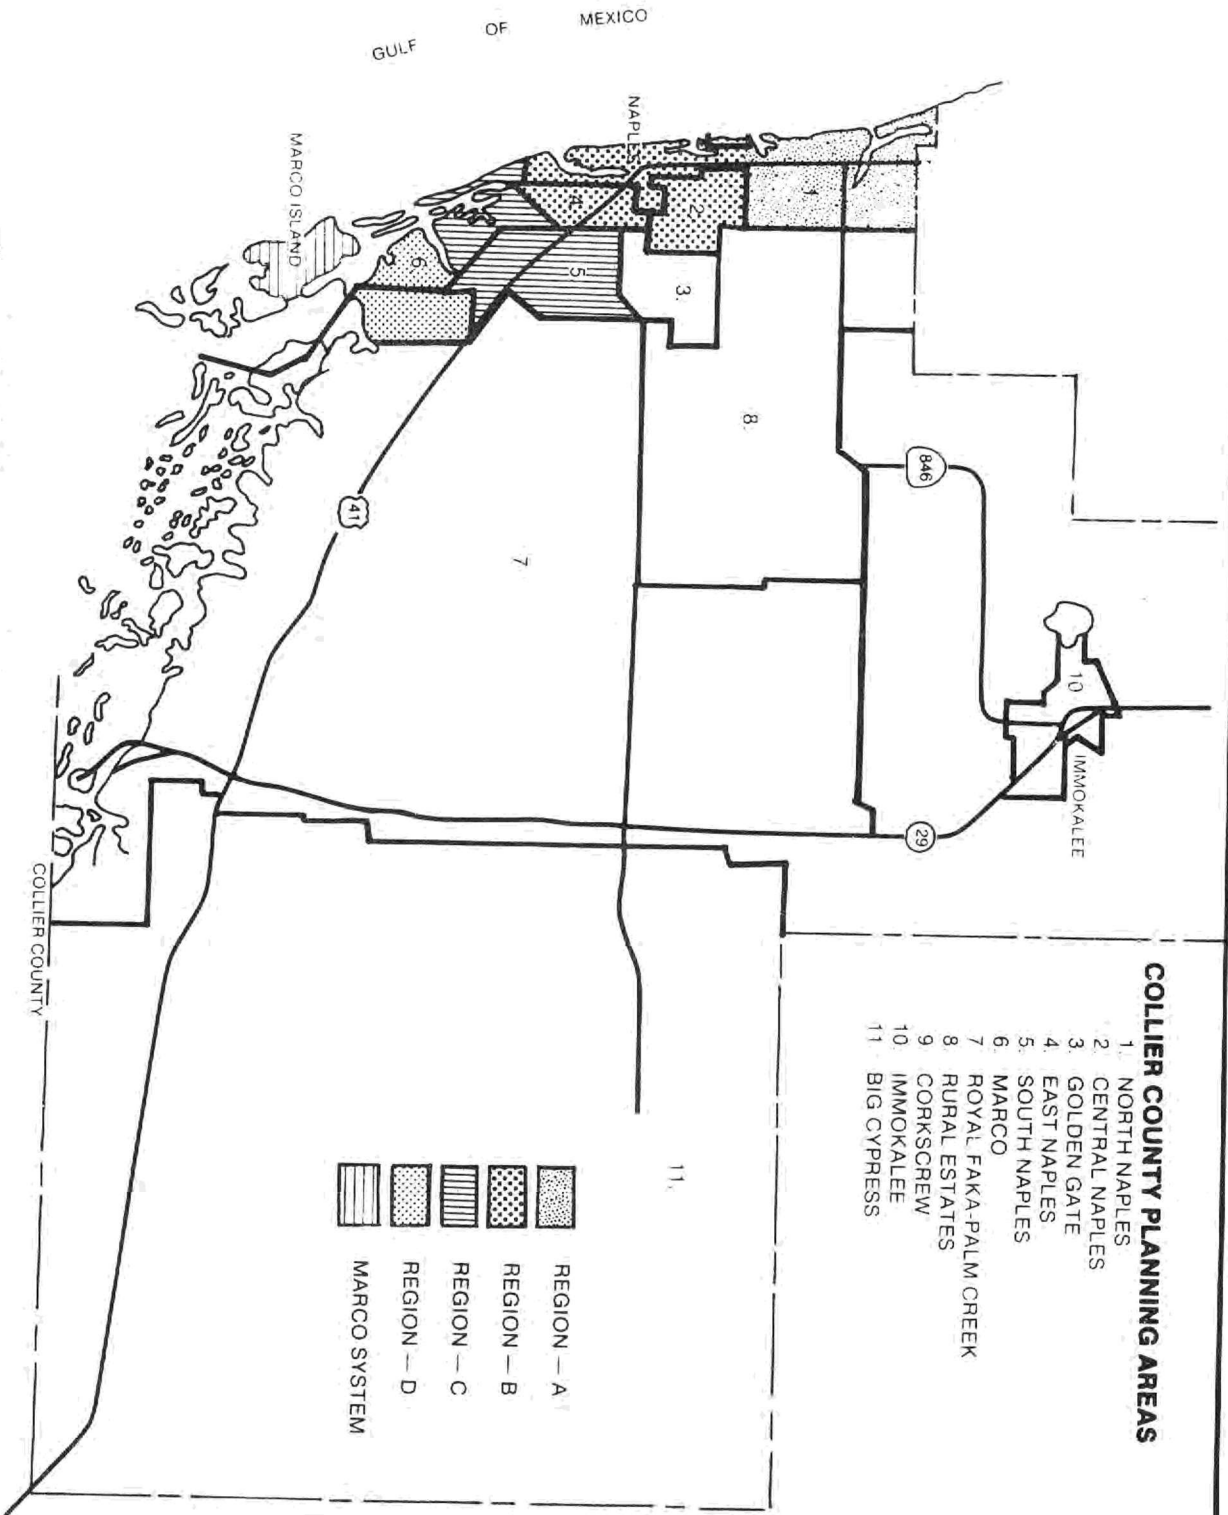 COLLIER COUNTY PLANNING AREAS
1. NORTH NAPLES
2. CENTRAL NAPLES
3. GOLDEN GATE
4. EAST NAPLES
5. SOUTH NAPLES
6. MARCO
7 ROYAL FAKA-PALM CREEK
8. RURAL ESTATES
9 CORKSCREW
10. IMMOKALEE
11 BIG CYPRESS
GULF OF MEXICO
NAPLES
MARCO ISLAND
1
2
3.
4
5
6.
7
8.
10
11.
846
41
29
IMMOKALEE
COLLIER COUNTY
REGION — A
REGION — B
REGION — C
REGION — D
MARCO SYSTEM